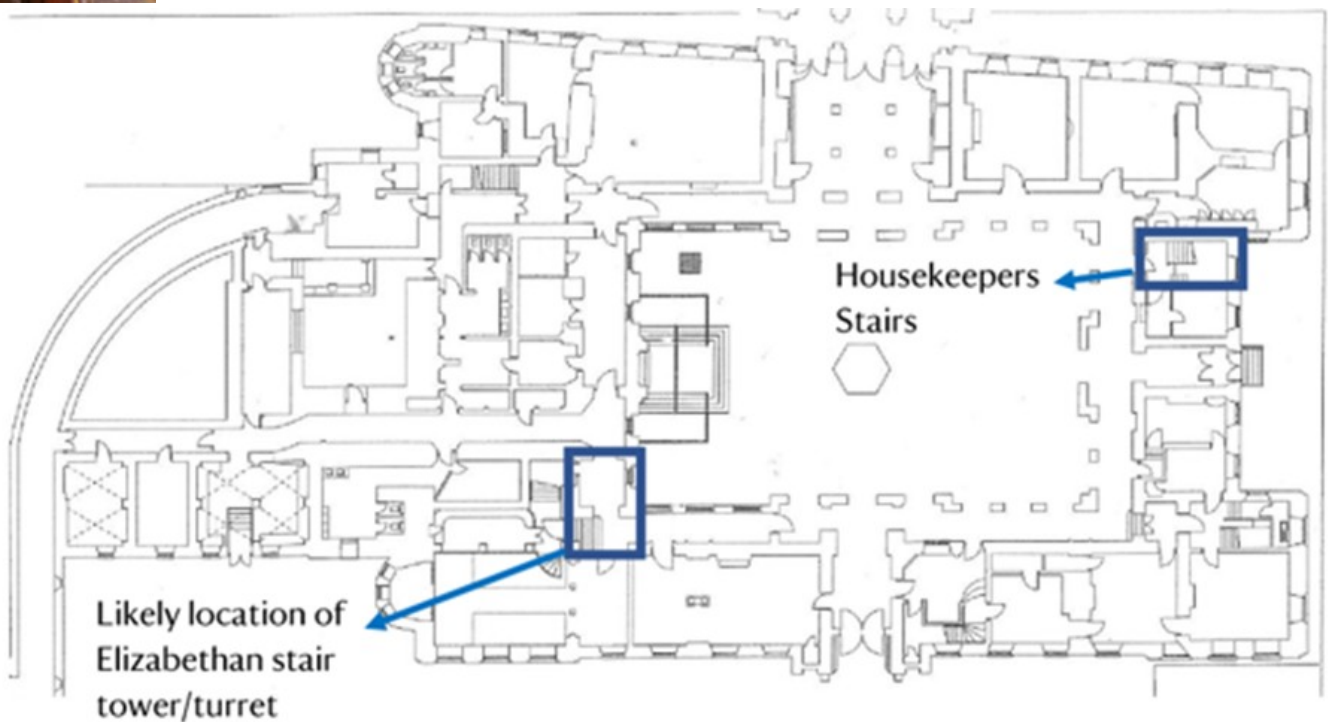 Housekeepers
Stairs
Likely location of
Elizabethan stair
tower/turret